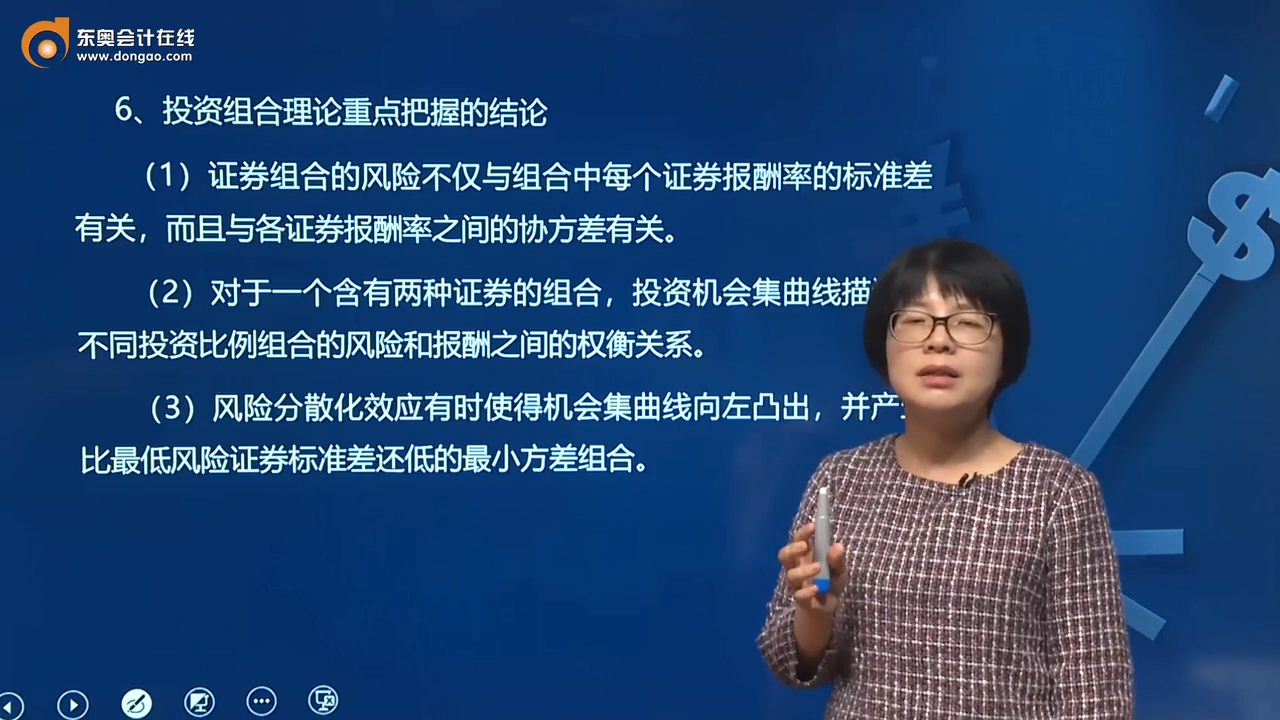 东奥会计在线
www.dongao.com
6、投资组合理论重点把握的结论
（1）证券组合的风险不仅与组合中每个证券报酬率的标准差
有关，而且与各证券报酬率之间的协方差有关。
（2）对于一个含有两种证券的组合，投资机会集曲线描
不同投资比例组合的风险和报酬之间的权衡关系。
（3）风险分散化效应有时使得机会集曲线向左凸出，并产
比最低风险证券标准差还低的最小方差组合。